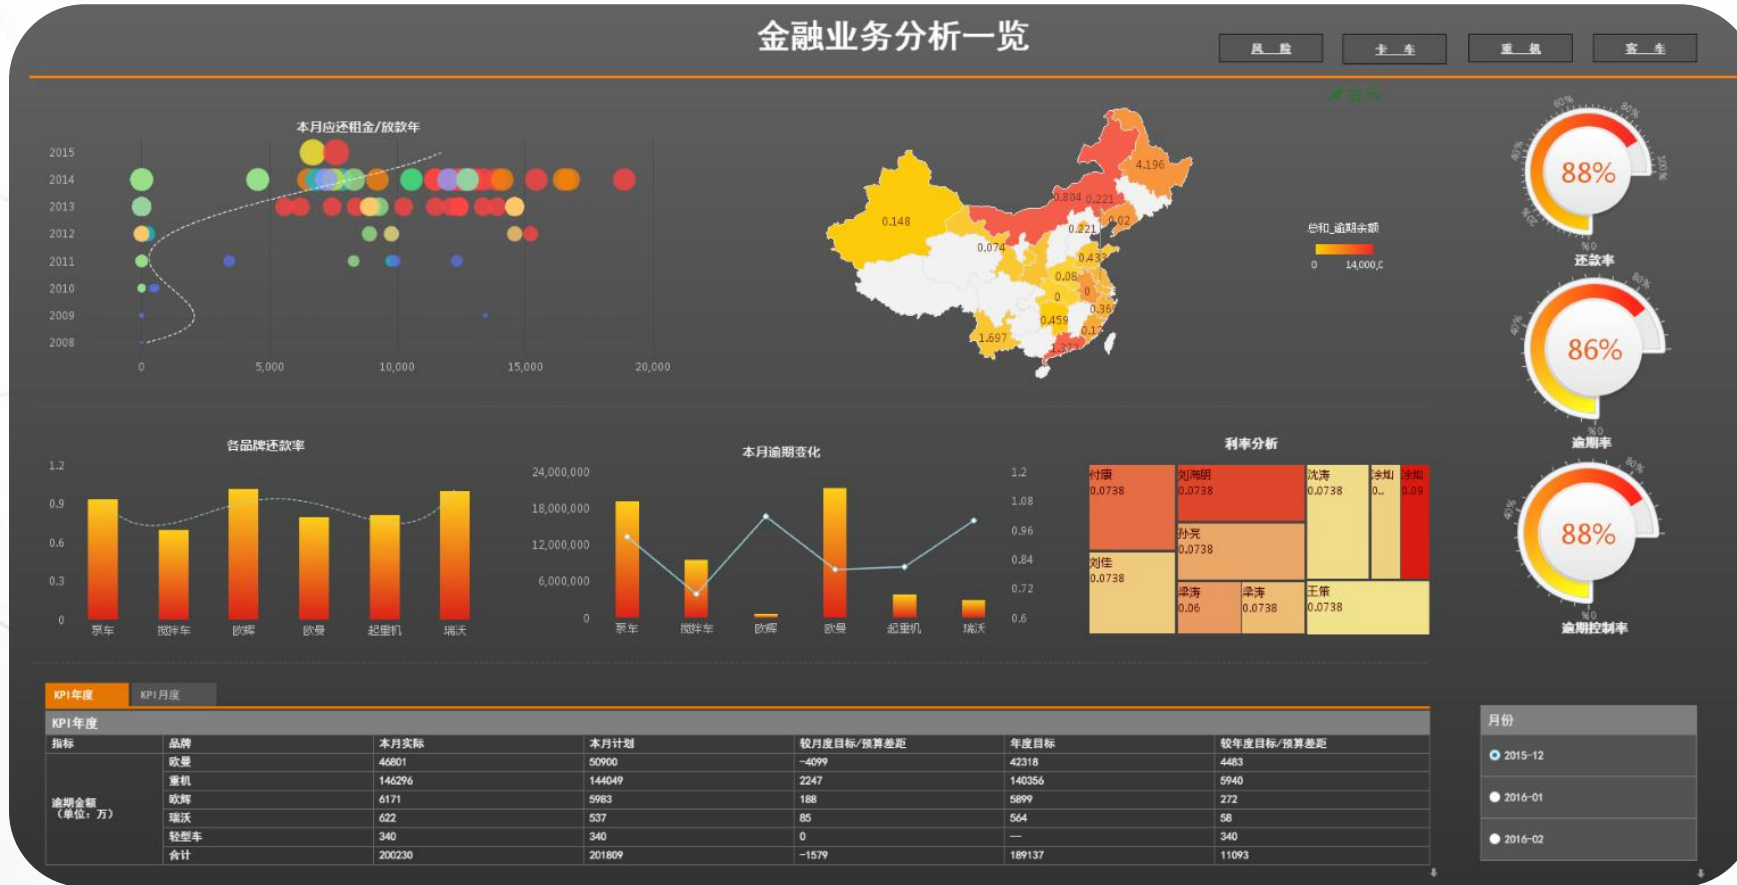 金融业务分析一览
风 险
卡 车
重 机
客 车
本月应还租金/放款年
2015
2014
2013
2012
2011
2010
2009
2008
0
5,000
10,000
15,000
20,000
4.196
0.804
0.221
0.148
0.02
0.221
0.074
0.08
0
0
0.459
1.697
总和_逾期余额
0
60%
80%
40%
100%
20%
88%
%0
还款率
80%
40%
86%
%0
逾期率
80%
40%
88%
%0
逾期控制率
各品牌还款率
1.2
0.9
0.6
0.3
0
泵车
搅拌车
欧辉
欧曼
起重机
瑞沃
本月逾期变化
24,000,000
18,000,000
12,000,000
6,000,000
0
1.2
1.08
0.96
0.84
0.72
0.6
泵车
搅拌车
欧辉
欧曼
起重机
瑞沃
利率分析
付康
0.0738
刘海明
0.0738
沈涛
0.0738
0..
0.09
孙亮
0.0738
刘佳
0.0738
梁涛
0.06
梁涛
0.0738
王策
0.0738
KPI年度
KPI月度
KPI年度
指标 品牌 本月实际 本月计划 较月度目标/预算差距 年度目标 较年度目标/预算差距
逾期金额
(单位:万)
欧曼 46801 50900 -4099 42318 4483
重机 146296 144049 2247 140356 5940
欧辉 6171 5983 188 5899 272
瑞沃 622 537 85 564 58
轻型车 340 340 0 — 340
合计 200230 201809 -1579 189137 11093
月份
2015-12
2016-01
2016-02